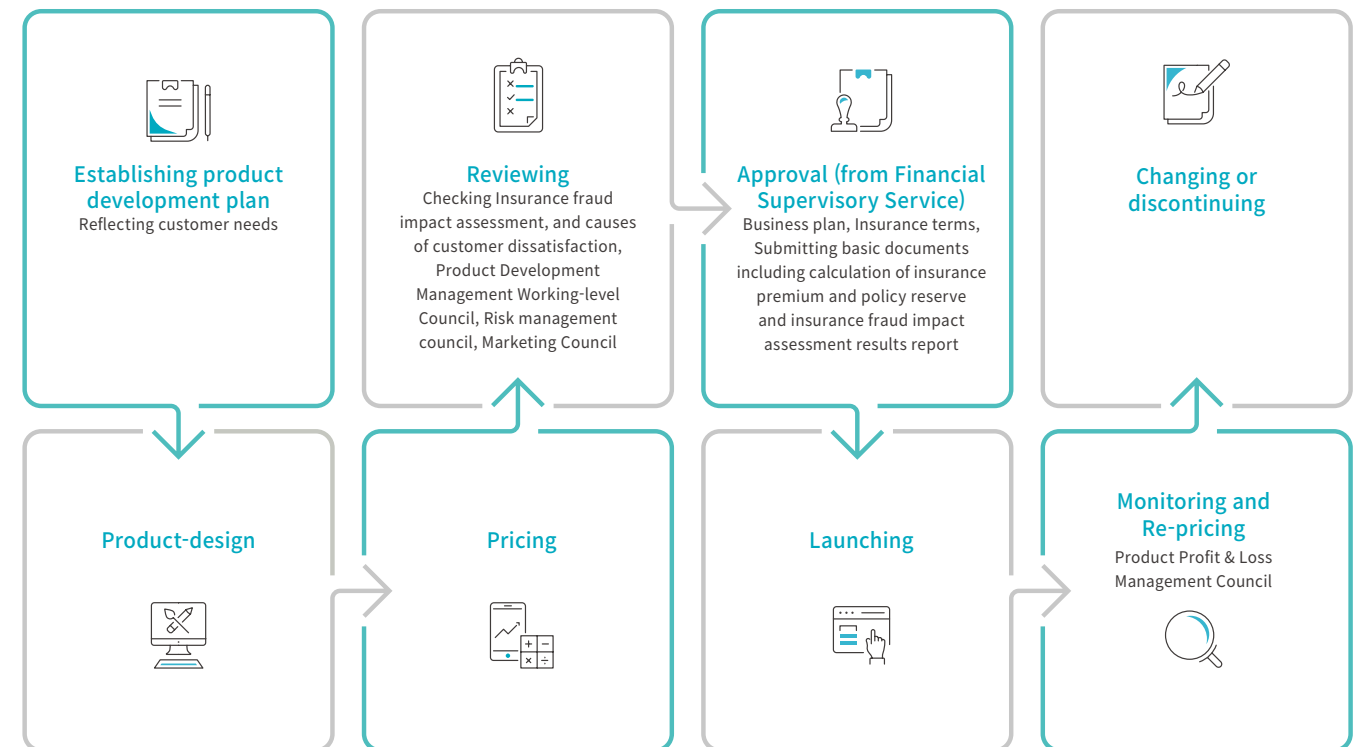 Establishing product
development plan
Reflecting customer needs
Product-design
Pricing
Reviewing
Checking Insurance fraud
impact assessment, and causes
of customer dissatisfaction,
Product Development
Management Working-level
Council, Risk management
council, Marketing Council
Approval (from Financial
Supervisory Service)
Business plan, Insurance terms,
Submitting basic documents
including calculation of insurance
premium and policy reserve
and insurance fraud impact
assessment results report
Launching
Monitoring and
Re-pricing
Product Profit & Loss
Management Council
Changing or
discontinuing